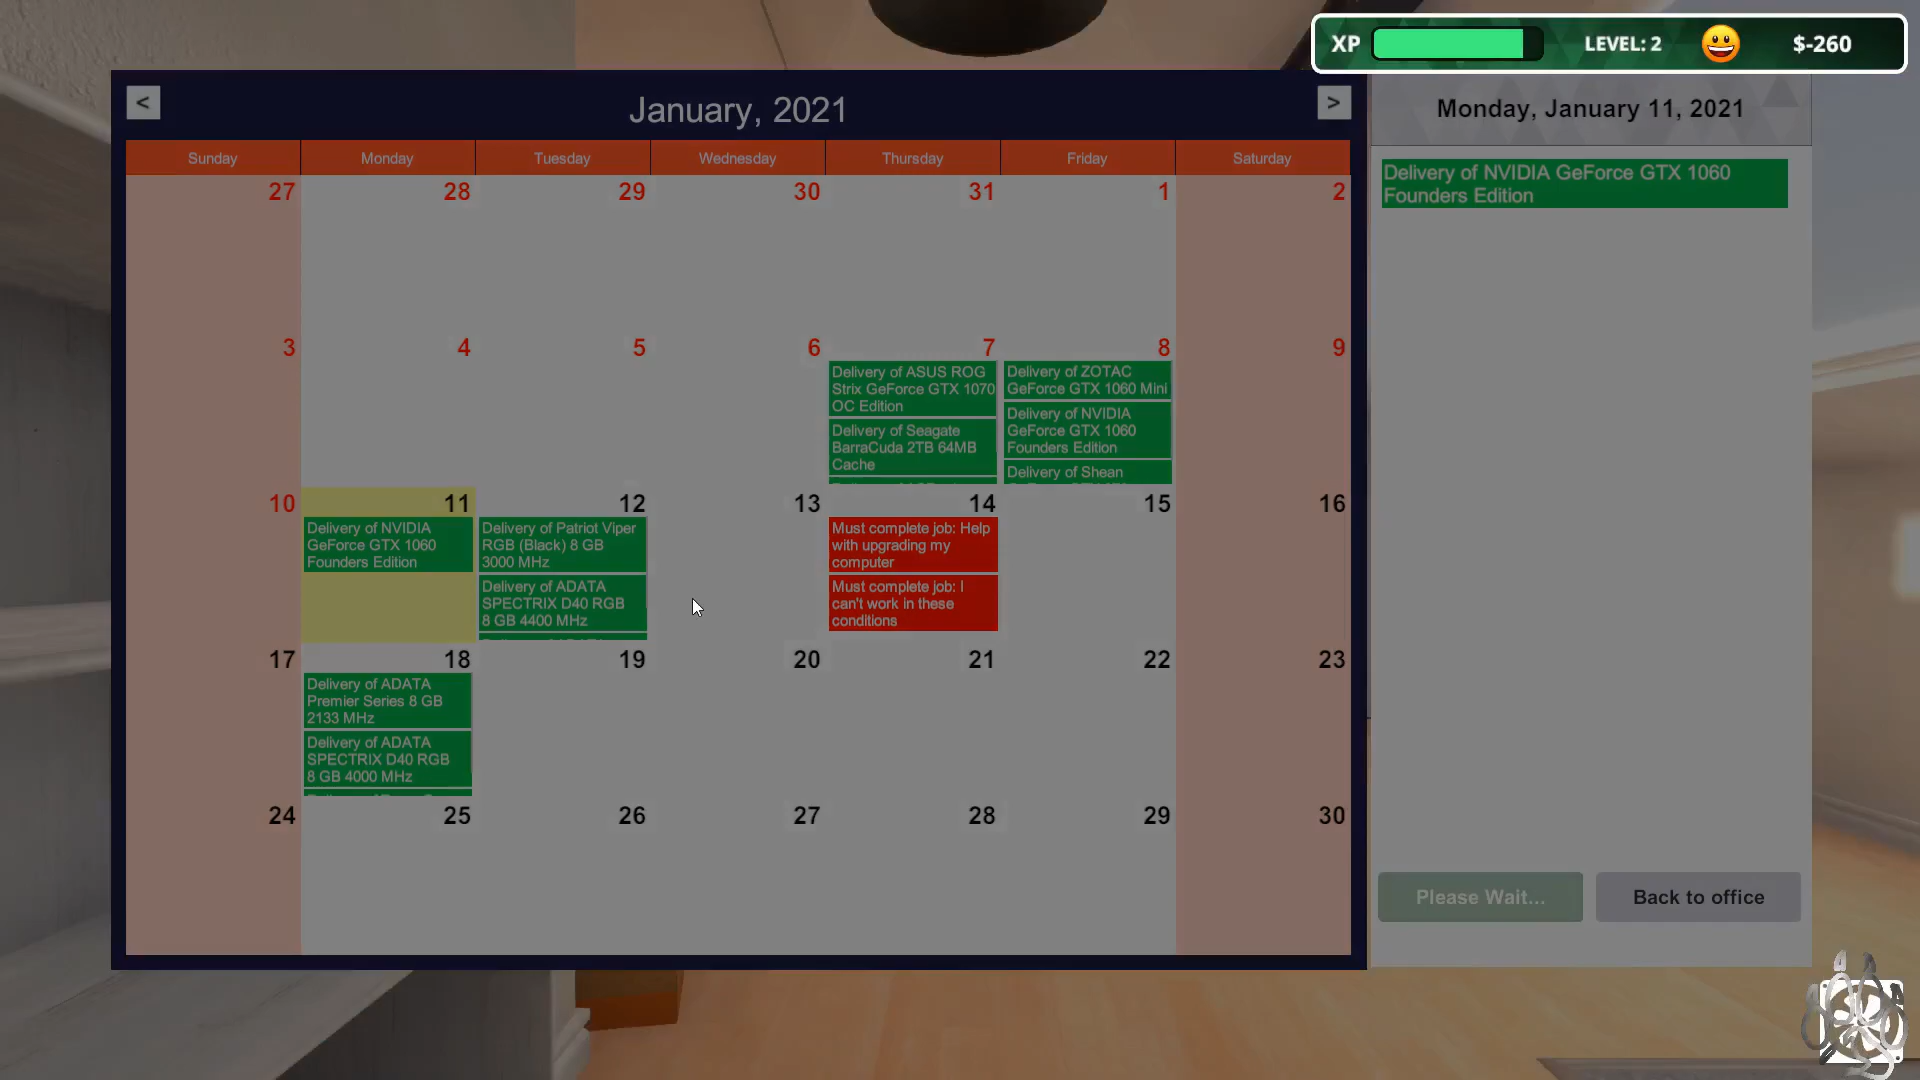 XP
LEVEL: 2
$-260
<
January, 2021
>
Monday, January 11, 2021
Sunday
Monday
Tuesday
Wednesday
Thursday
Friday
Saturday
Delivery of NVIDIA GeForce GTX 1060
Founders Edition
27
28
29
30
31
1
2
3
4
5
6
7
8
9
Delivery of ASUS ROG
Strix GeForce GTX 1070
OC Edition
Delivery of Seagate
BarraCuda 2TB 64MB
Cache
Delivery of ZOTAC
GeForce GTX 1060 Mini
Delivery of NVIDIA
GeForce GTX 1060
Founders Edition
Delivery of Shean
10
11
12
13
14
15
16
Delivery of NVIDIA
GeForce GTX 1060
Founders Edition
Delivery of Patriot Viper
RGB (Black) 8 GB
3000 MHz
Delivery of ADATA
SPECTRIX D40 RGB
8 GB 4400 MHz
Must complete job: Help
with upgrading my
computer
Must complete job: I
can't work in these
conditions
17
18
19
20
21
22
23
Delivery of ADATA
Premier Series 8 GB
2133 MHz
Delivery of ADATA
SPECTRIX D40 RGB
8 GB 4000 MHz
24
25
26
27
28
29
30
Please Wait...
Back to office